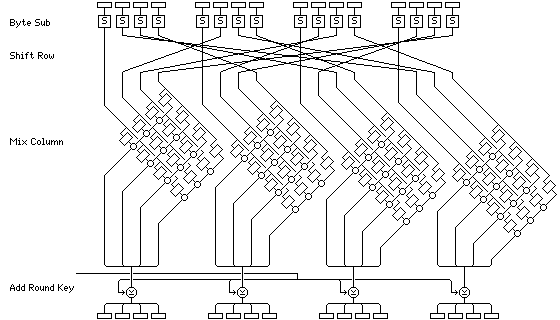 S S S S S S S S S S S S S S S S
Byte Sub
Shift Row
Mix Column
Add Round Key